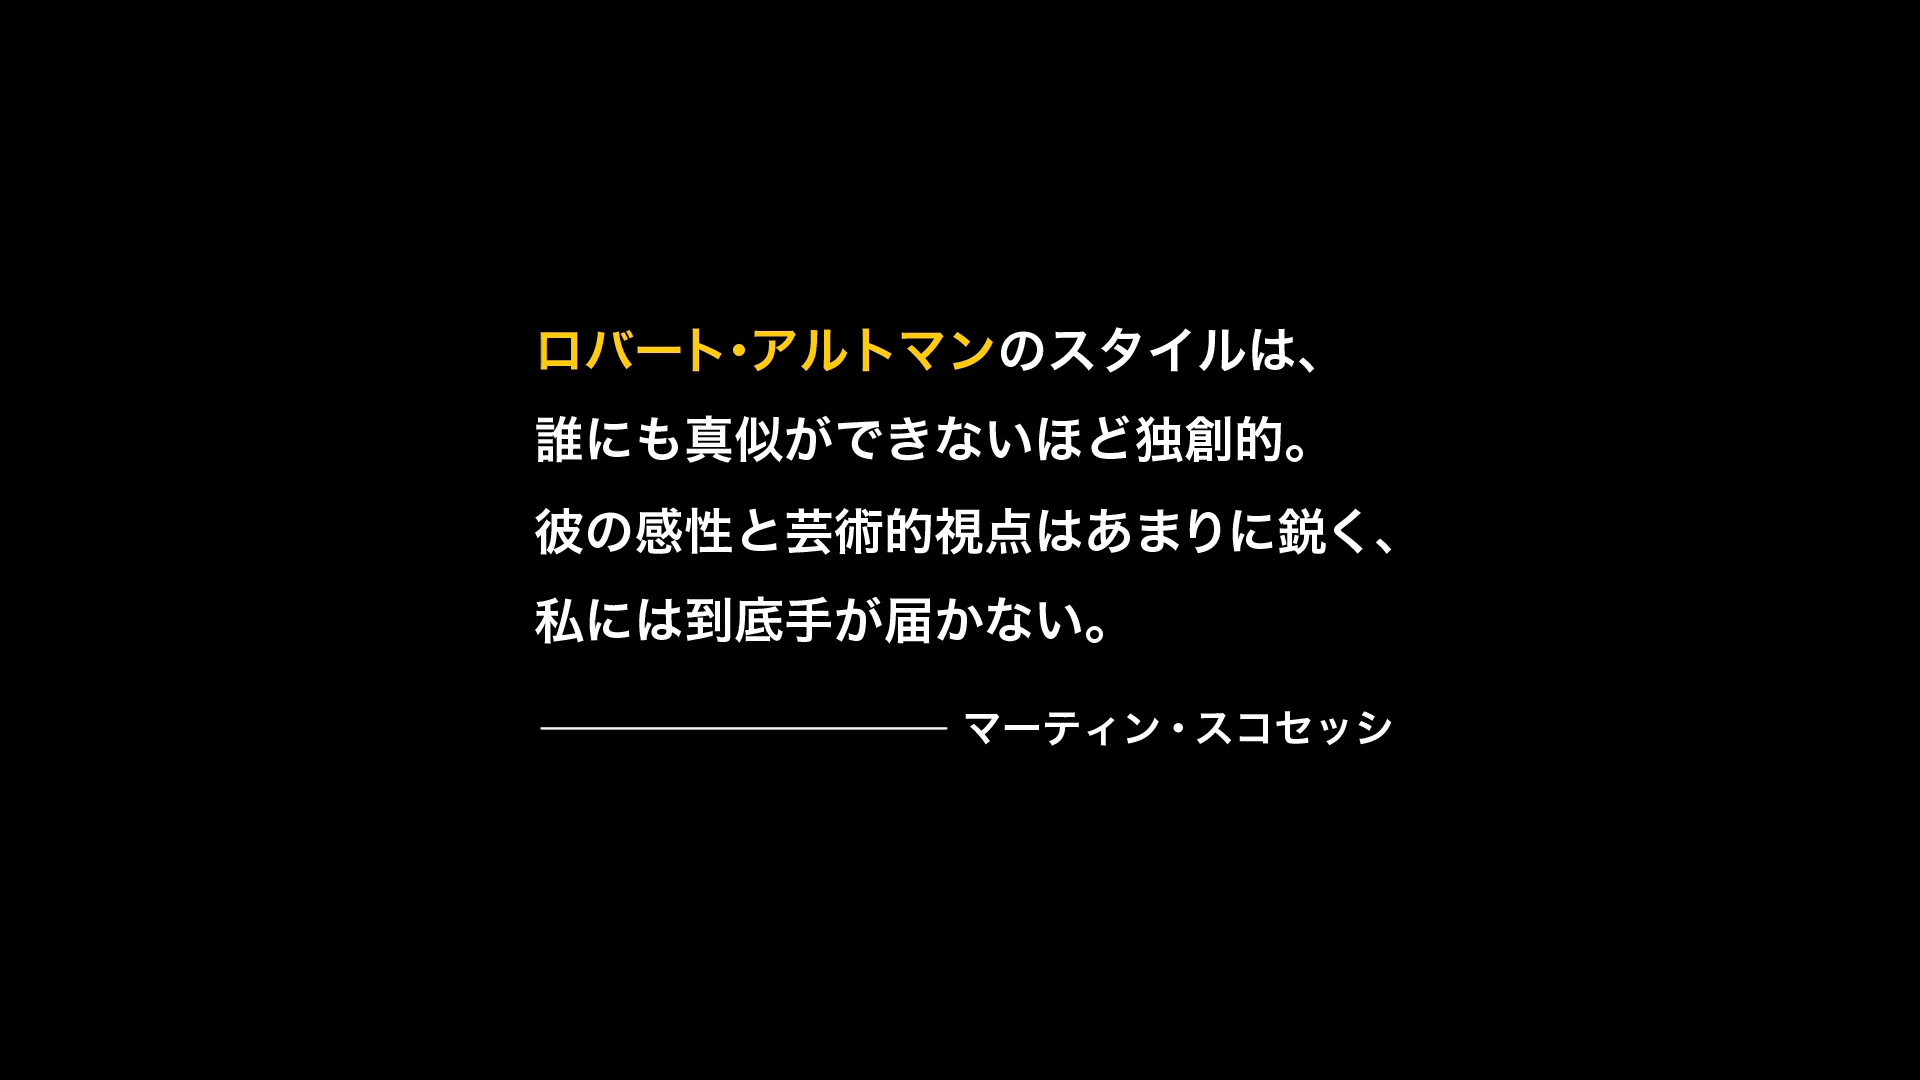 ロバート・アルトマンのスタイルは、
誰にも真似ができないほど独創的。
彼の感性と芸術的視点はあまりに鋭く、
私には到底手が届かない。
マーティン・スコセッシ